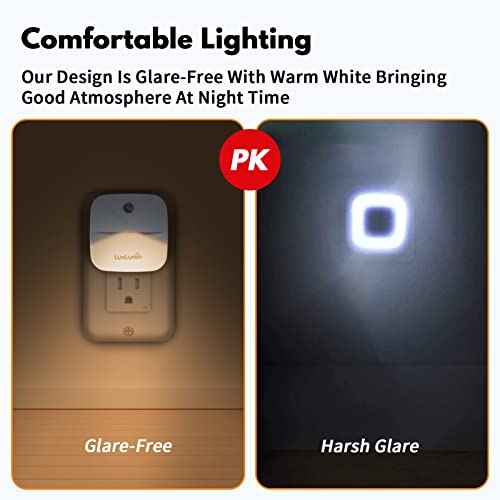 Comfortable Lighting
Our Design Is Glare-Free With Warm White Bringing
Good Atmosphere At Night Time
PK
LuxLumin
Glare-Free
Harsh Glare